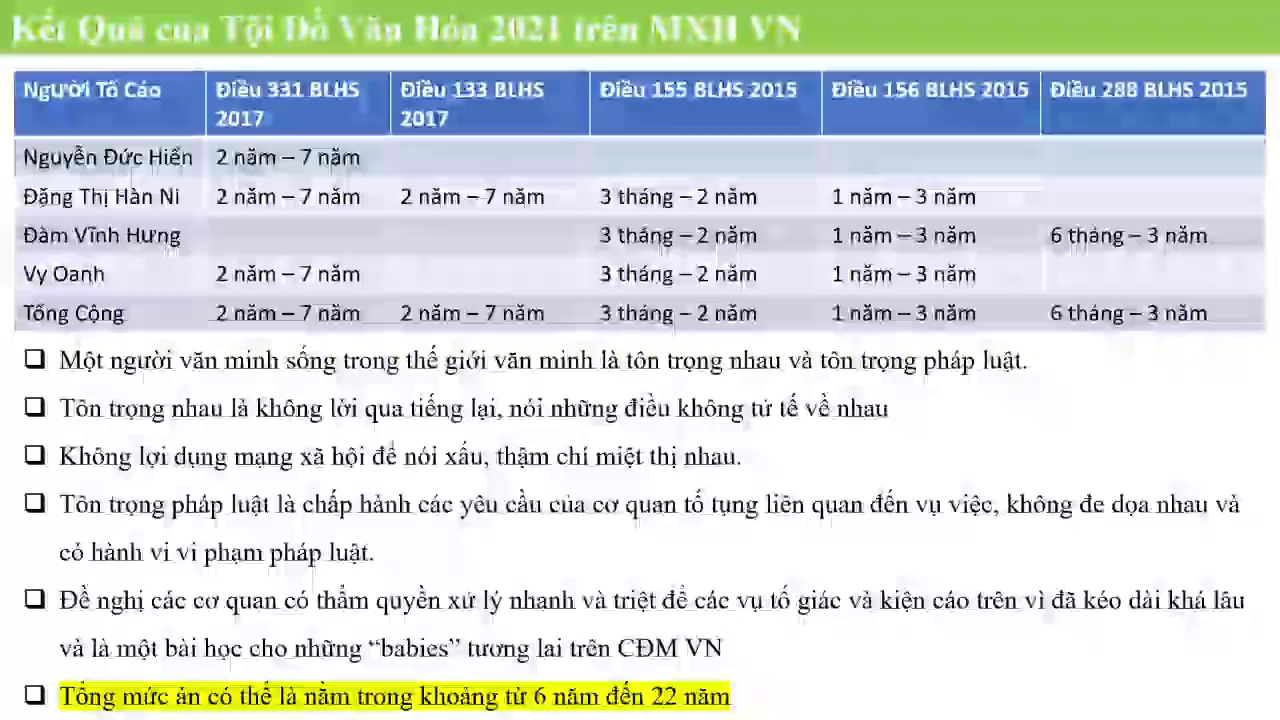 Kết Quả của Tội Đồ Văn Hóa 2021 trên MXH VN
Người Tố Cáo | Điều 331 BLHS 2017 | Điều 133 BLHS 2017 | Điều 155 BLHS 2015 | Điều 156 BLHS 2015 | Điều 288 BLHS 2015
Nguyễn Đức Hiển | 2 năm – 7 năm
Đặng Thị Hàn Ni | 2 năm – 7 năm | 2 năm – 7 năm | 3 tháng – 2 năm | 1 năm – 3 năm
Đàm Vĩnh Hưng | 3 tháng – 2 năm | 1 năm – 3 năm | 6 tháng – 3 năm
Vy Oanh | 2 năm – 7 năm | 3 tháng – 2 năm | 1 năm – 3 năm
Tổng Cộng | 2 năm – 7 năm | 2 năm – 7 năm | 3 tháng – 2 năm | 1 năm – 3 năm | 6 tháng – 3 năm
❑ Một người văn minh sống trong thế giới văn minh là tôn trọng nhau và tôn trọng pháp luật.
❑ Tôn trọng nhau là không lời qua tiếng lại, nói những điều không tử tế về nhau
❑ Không lợi dụng mạng xã hội để nói xấu, thậm chí miệt thị nhau.
❑ Tôn trọng pháp luật là chấp hành các yêu cầu của cơ quan tố tụng liên quan đến vụ việc, không đe dọa nhau và
có hành vi vi phạm pháp luật.
❑ Đề nghị các cơ quan có thẩm quyền xử lý nhanh và triệt để các vụ tố giác và kiện cáo trên vì đã kéo dài khá lâu
và là một bài học cho những “babies” tương lai trên CĐM VN
❑ Tổng mức án có thể là nằm trong khoảng từ 6 năm đến 22 năm